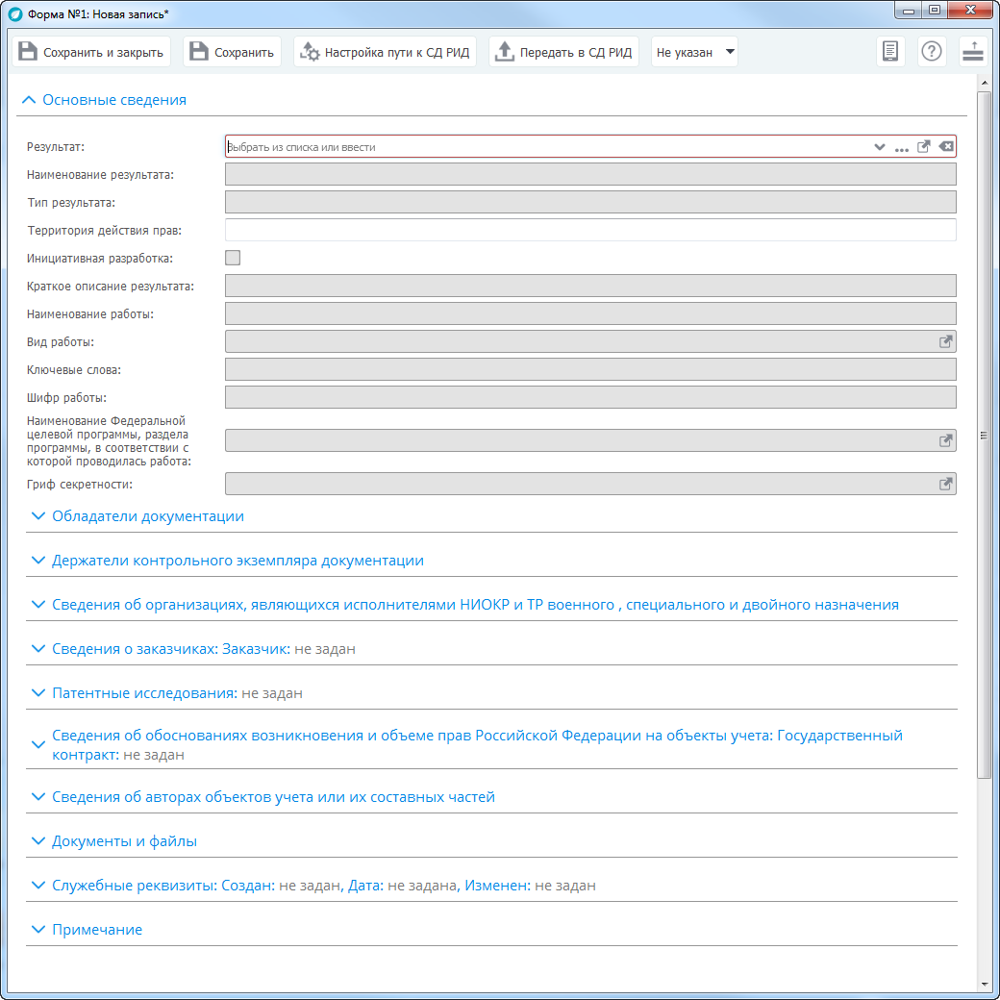 Форма №1: Новая запись*
Сохранить и закрыть
Сохранить
Настройка пути к СД РИД
Передать в СД РИД
Не указан
Основные сведения
Результат:
Выбрать из списка или ввести
Наименование результата:
Тип результата:
Территория действия прав:
Инициативная разработка:
Краткое описание результата:
Наименование работы:
Вид работы:
Ключевые слова:
Шифр работы:
Наименование Федеральной
целевой программы, раздела
программы, в соответствии с
которой проводилась работа:
Гриф секретности:
Обладатели документации
Держатели контрольного экземпляра документации
Сведения об организациях, являющихся исполнителями НИОКР и ТР военного , специального и двойного назначения
Сведения о заказчиках: Заказчик: не задан
Патентные исследования: не задан
Сведения об обоснованиях возникновения и объеме прав Российской Федерации на объекты учета: Государственный
контракт: не задан
Сведения об авторах объектов учета или их составных частей
Документы и файлы
Служебные реквизиты: Создан: не задан, Дата: не задана, Изменен: не задан
Примечание